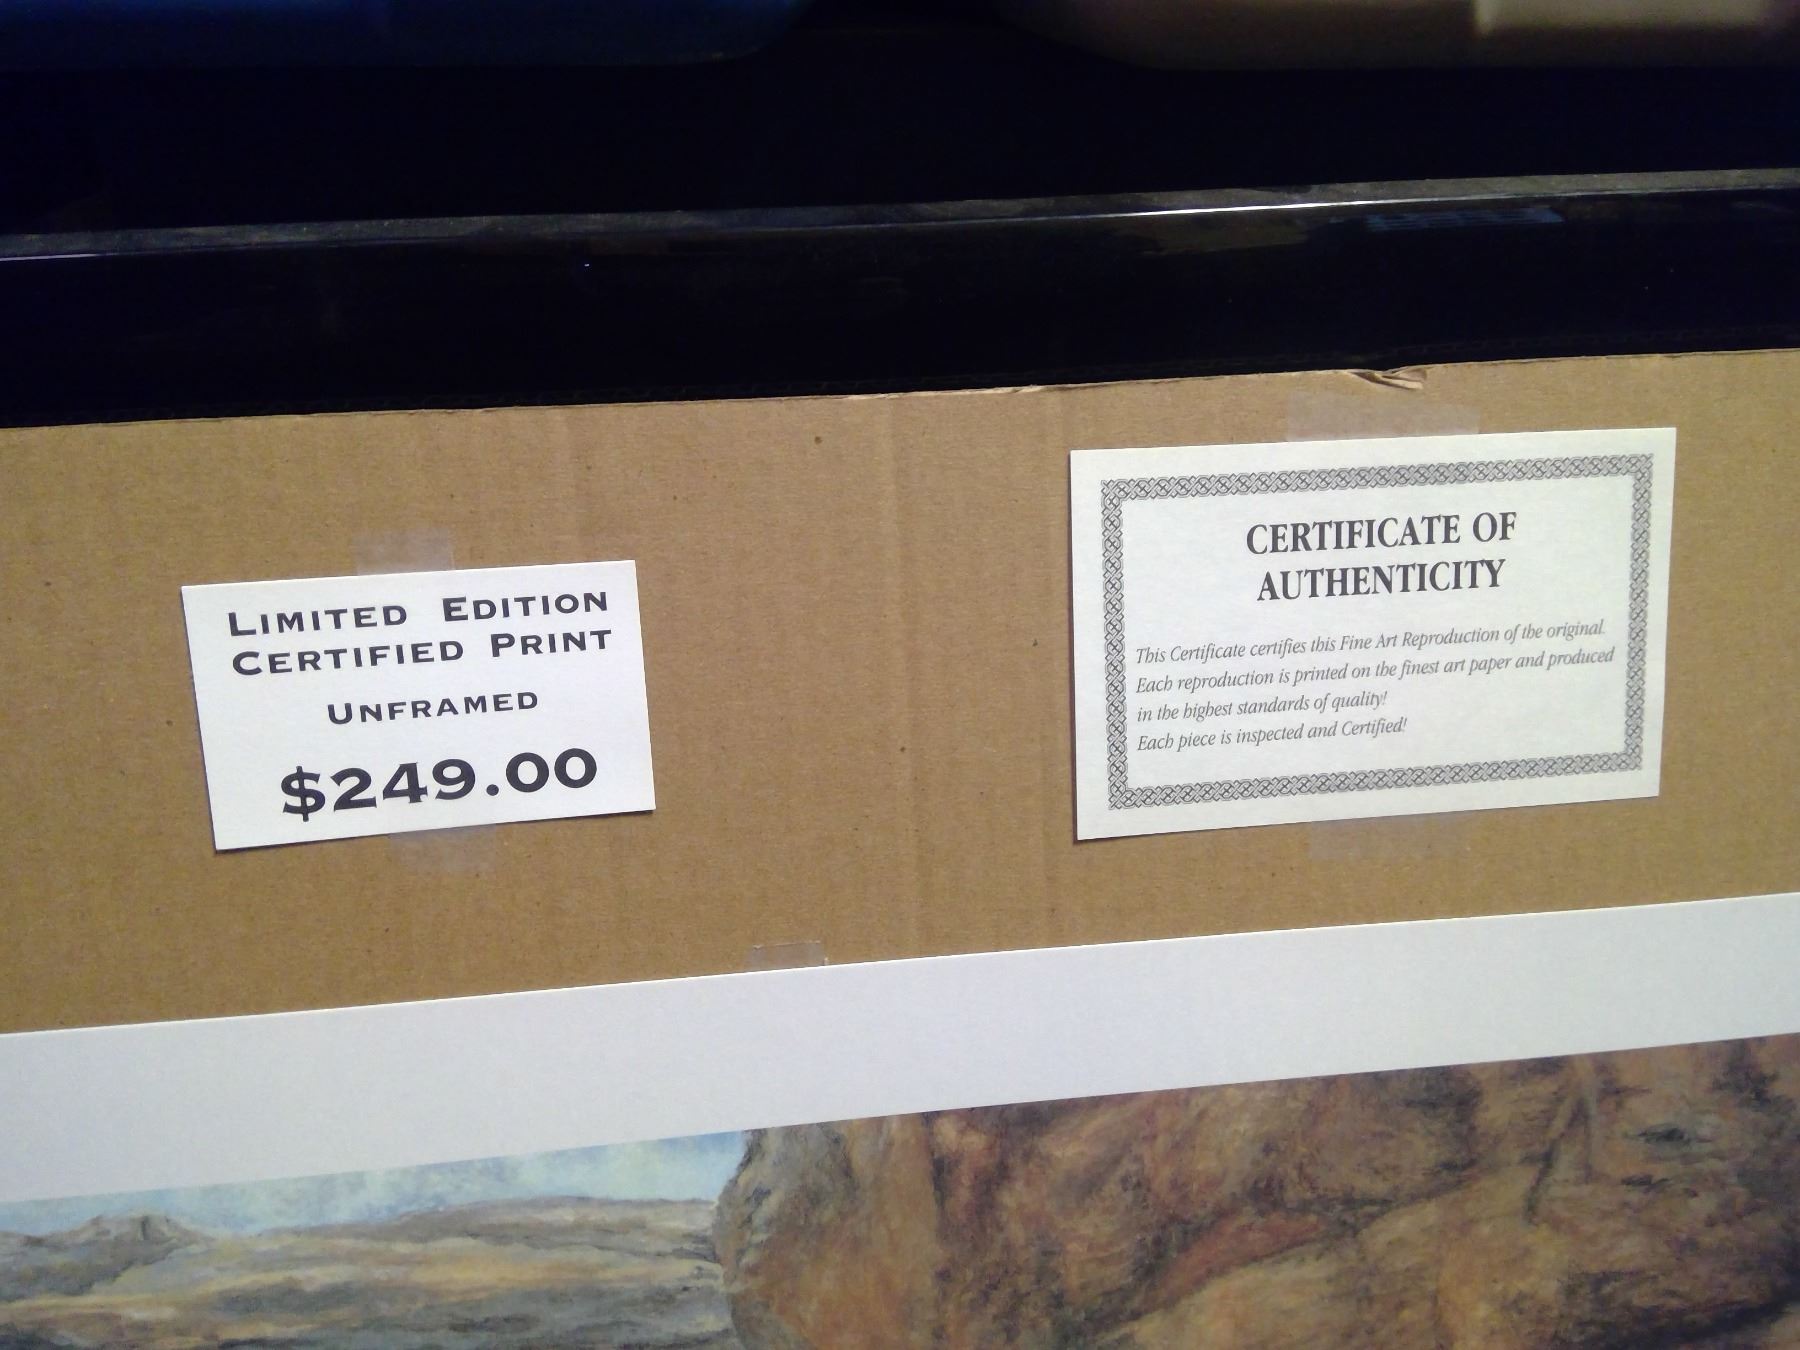 LIMITED EDITION
CERTIFIED PRINT
UNFRAMED
$249.00
CERTIFICATE OF
AUTHENTICITY
This Certificate certifies this Fine Art Reproduction of the original.
Each reproduction is printed on the finest art paper and produced
in the highest standards of quality!
Each piece is inspected and Certified!